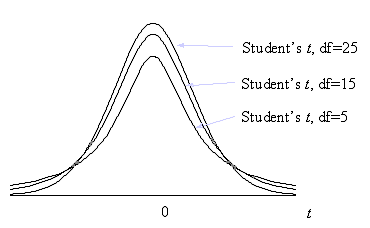 Student's t, df=25
Student's t, df=15
Student's t, df=5
0 t